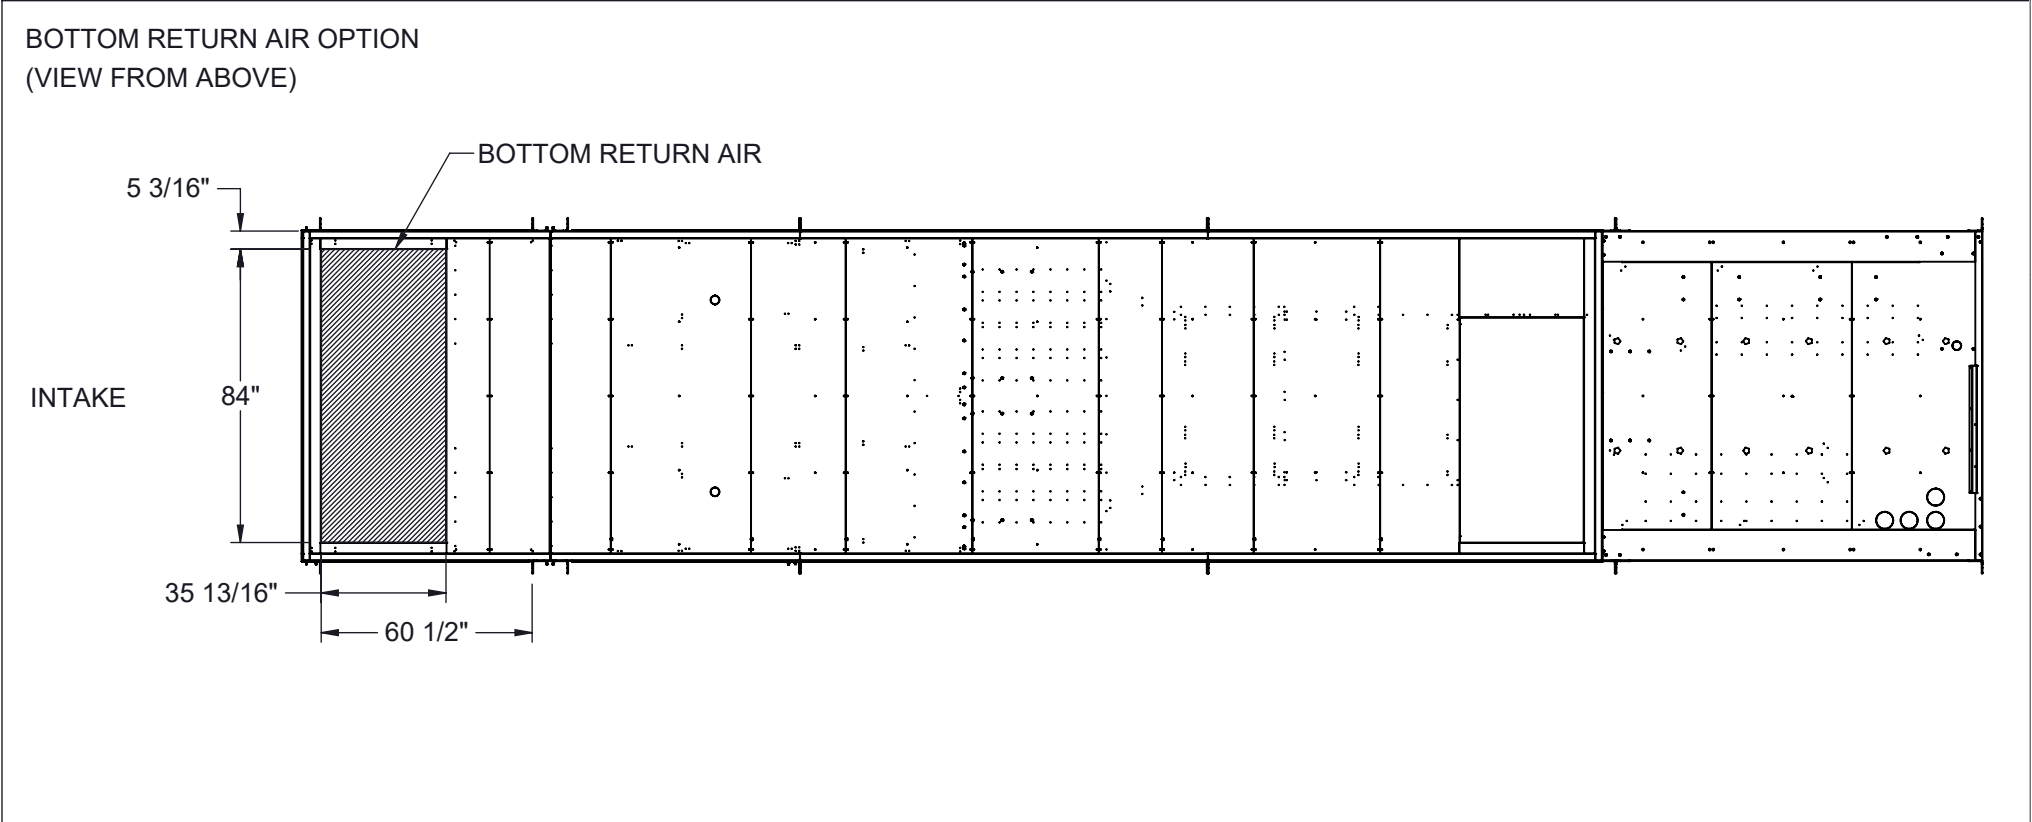 BOTTOM RETURN AIR OPTION
(VIEW FROM ABOVE)
BOTTOM RETURN AIR
5 3/16"
INTAKE
84"
35 13/16"
60 1/2"